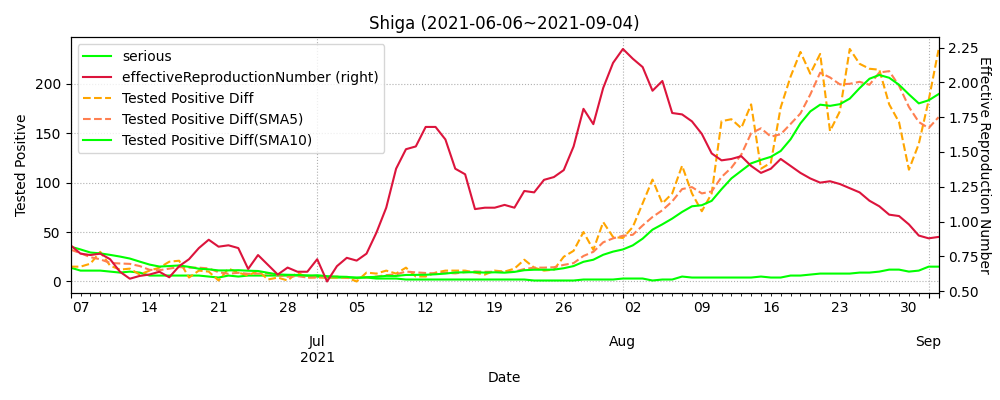 Shiga (2021-06-06~2021-09-04)
serious
effectiveReproductionNumber (right)
Tested Positive Diff
Tested Positive Diff(SMA5)
Tested Positive Diff(SMA10)
Tested Positive
200
150
100
50
0
Effective Reproduction Number
2.25
2.00
1.75
1.50
1.25
1.00
0.75
0.50
07 14 21 28 05 12 19 26 02 09 16 23 30
Jul Aug Sep
2021
Date